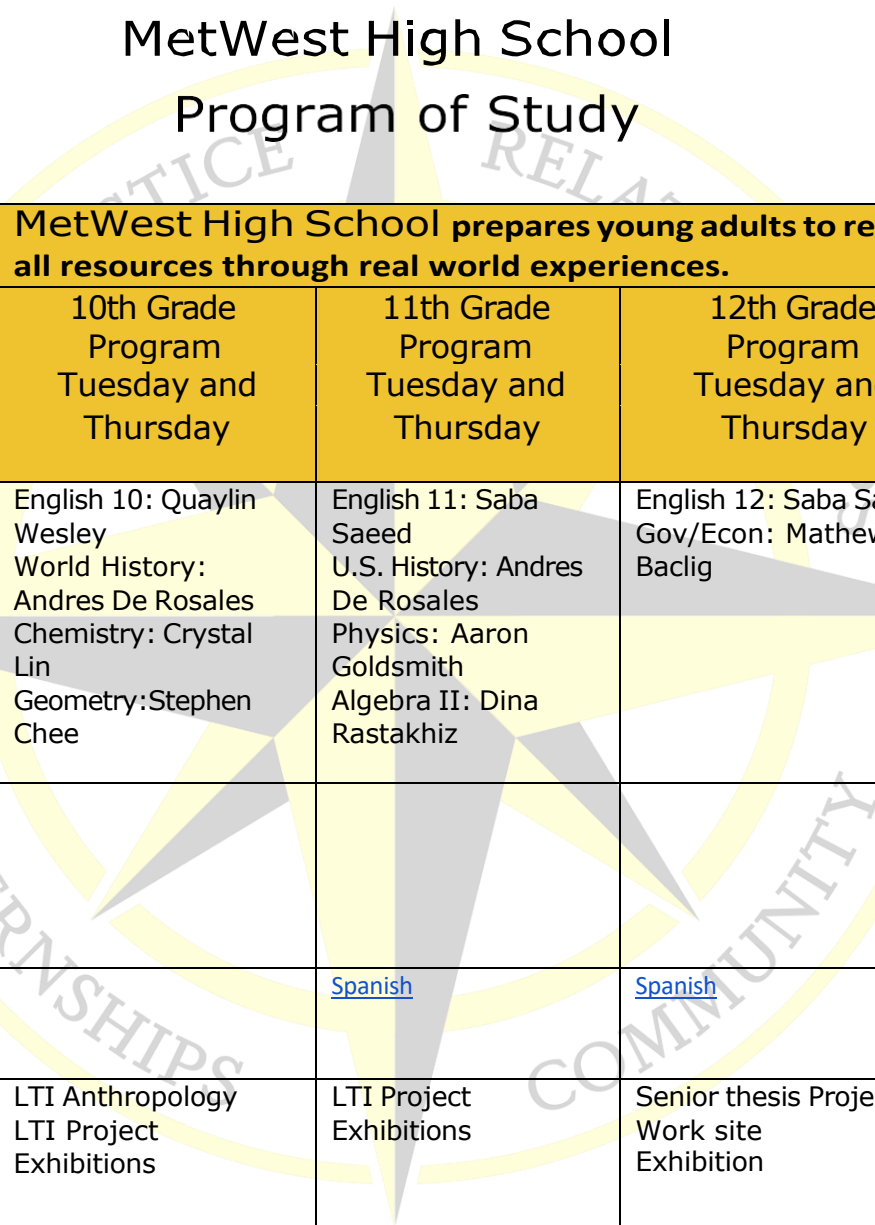 MetWest High School
Program of Study
MetWest High School prepares young adults to re
all resources through real world experiences.
10th Grade
Program
Tuesday and
Thursday
11th Grade
Program
Tuesday and
Thursday
12th Grade
Program
Tuesday an
Thursday
English 10: Quaylin
Wesley
World History:
Andres De Rosales
Chemistry: Crystal
Lin
Geometry:Stephen
Chee
English 11: Saba
Saeed
U.S. History: Andres
De Rosales
Physics: Aaron
Goldsmith
Algebra II: Dina
Rastakhiz
English 12: Saba Sa
Gov/Econ: Mathew
Baclig
Spanish
Spanish
LTI Anthropology
LTI Project
Exhibitions
LTI Project
Exhibitions
Senior thesis Proje
Work site
Exhibition
STICE
RELA
ERNSHIPS
COMMUNITY